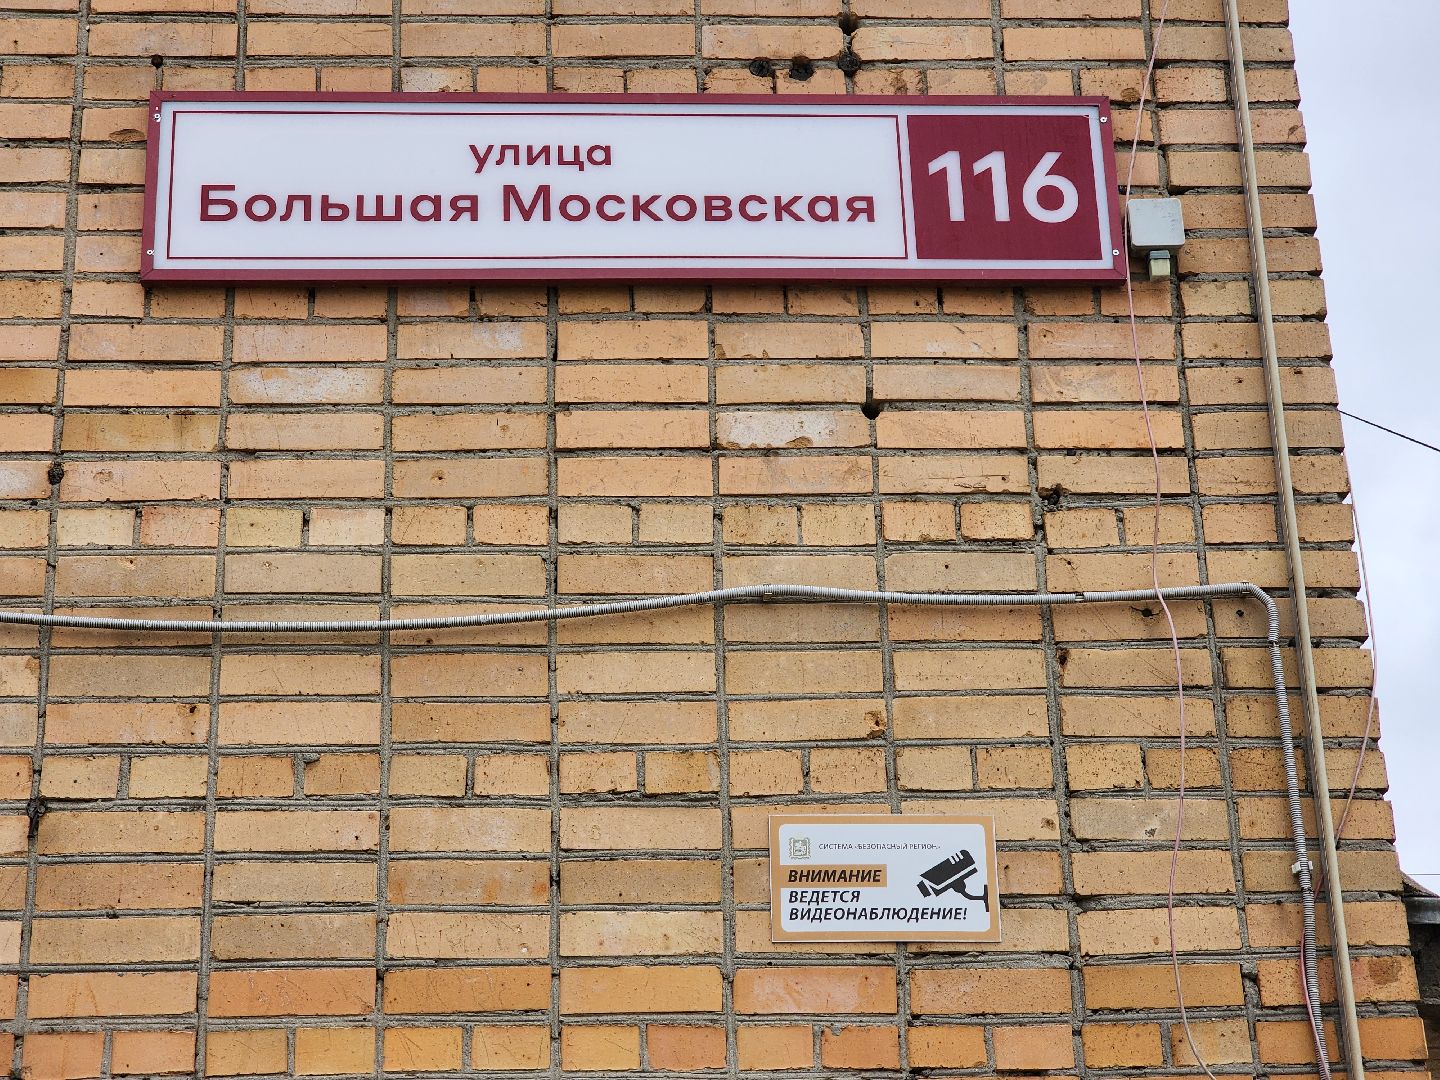 улица
Большая Московская
116
СИСТЕМА «БЕЗОПАСНЫЙ РЕГИОН»
ВНИМАНИЕ
ВЕДЕТСЯ
ВИДЕОНАБЛЮДЕНИЕ!